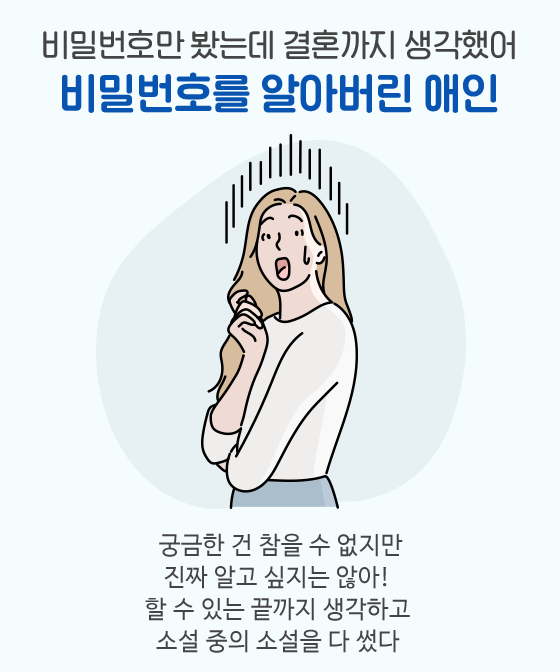 비밀번호만 봤는데 결혼까지 생각했어
비밀번호를 알아버린 애인
궁금한 건 참을 수 없지만
진짜 알고 싶지는 않아!
할 수 있는 끝까지 생각하고
소설 중의 소설을 다 썼다